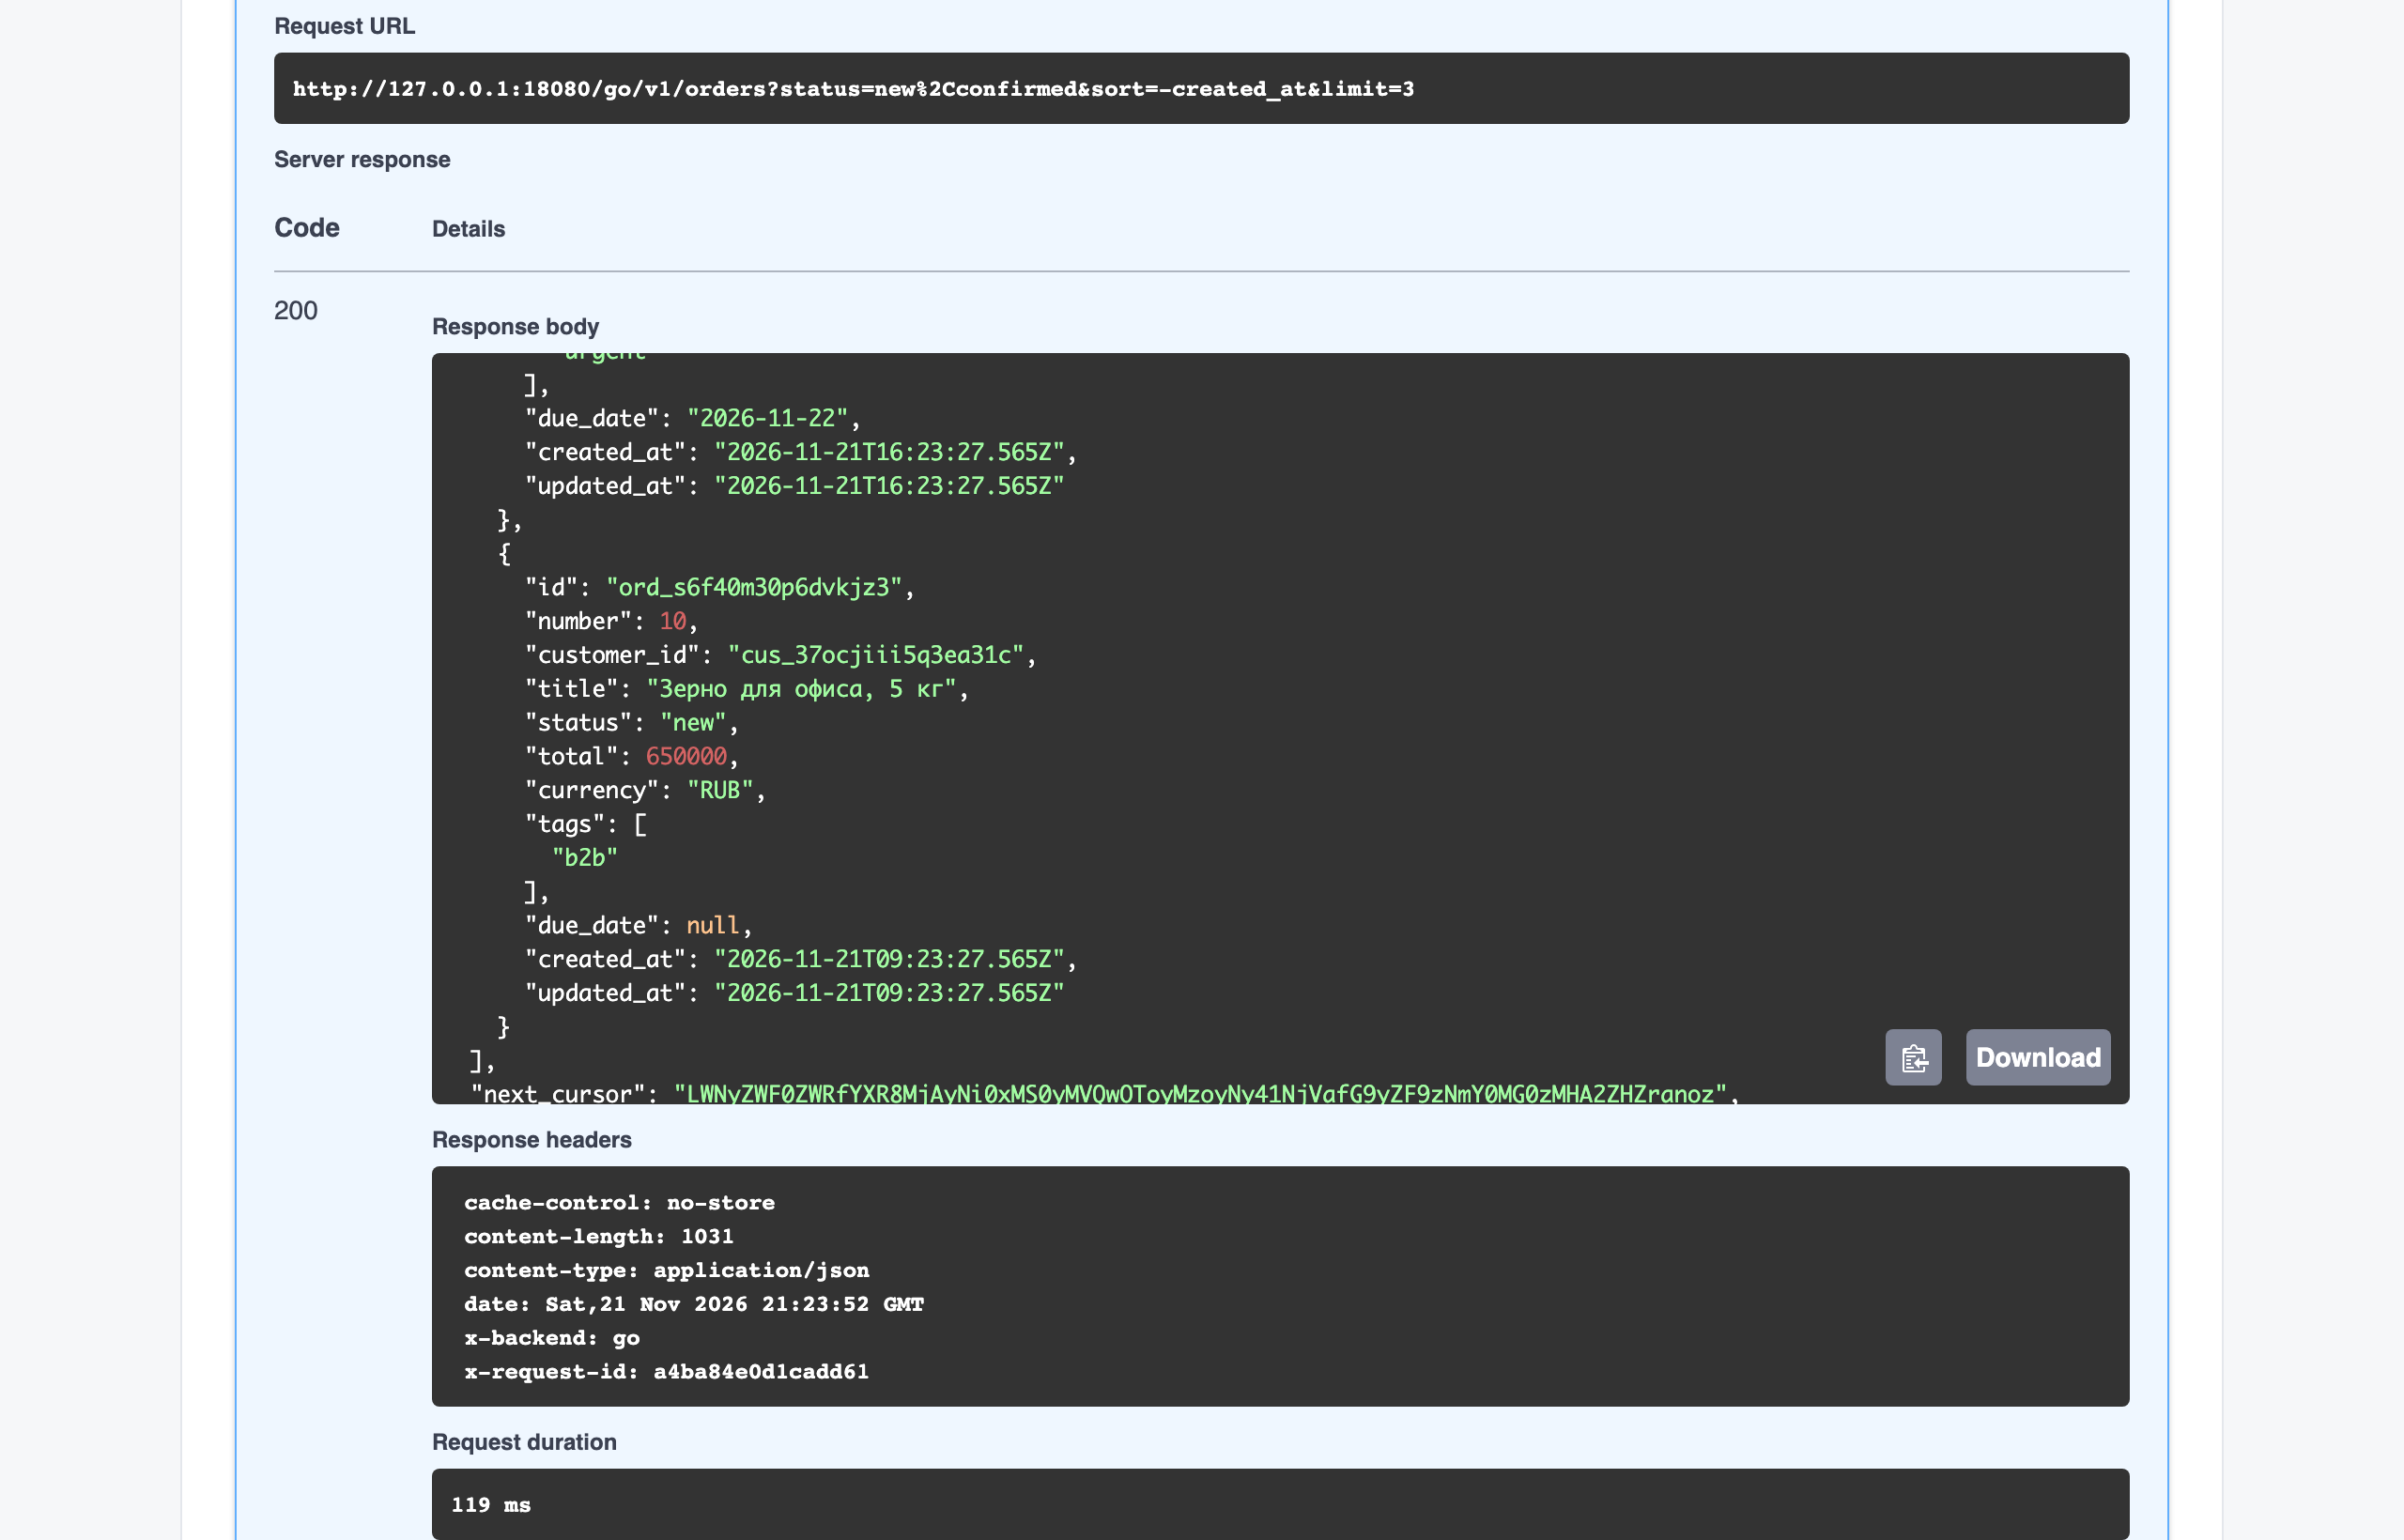 Request URL
http://127.0.0.1:18080/go/v1/orders?status=new%2Cconfirmed&sort=-created_at&limit=3
Server response
Code Details
200
Response body
urgent
],
"due_date": "2026-11-22",
"created_at": "2026-11-21T16:23:27.565Z",
"updated_at": "2026-11-21T16:23:27.565Z"
},
{
"id": "ord_s6f40m30p6dvkjz3",
"number": 10,
"customer_id": "cus_37ocjiii5q3ea31c",
"title": "Зерно для офиса, 5 кг",
"status": "new",
"total": 650000,
"currency": "RUB",
"tags": [
"b2b"
],
"due_date": null,
"created_at": "2026-11-21T09:23:27.565Z",
"updated_at": "2026-11-21T09:23:27.565Z"
}
],
"next_cursor": "LWNyZWF0ZWRfYXR8MjAyNi0xMS0yMVQwOToyMzoyNy41NjVafG9yZF9zNmY0MG0zMHA2ZHZranoz",
Download
Response headers
cache-control: no-store
content-length: 1031
content-type: application/json
date: Sat,21 Nov 2026 21:23:52 GMT
x-backend: go
x-request-id: a4ba84e0d1cadd61
Request duration
119 ms